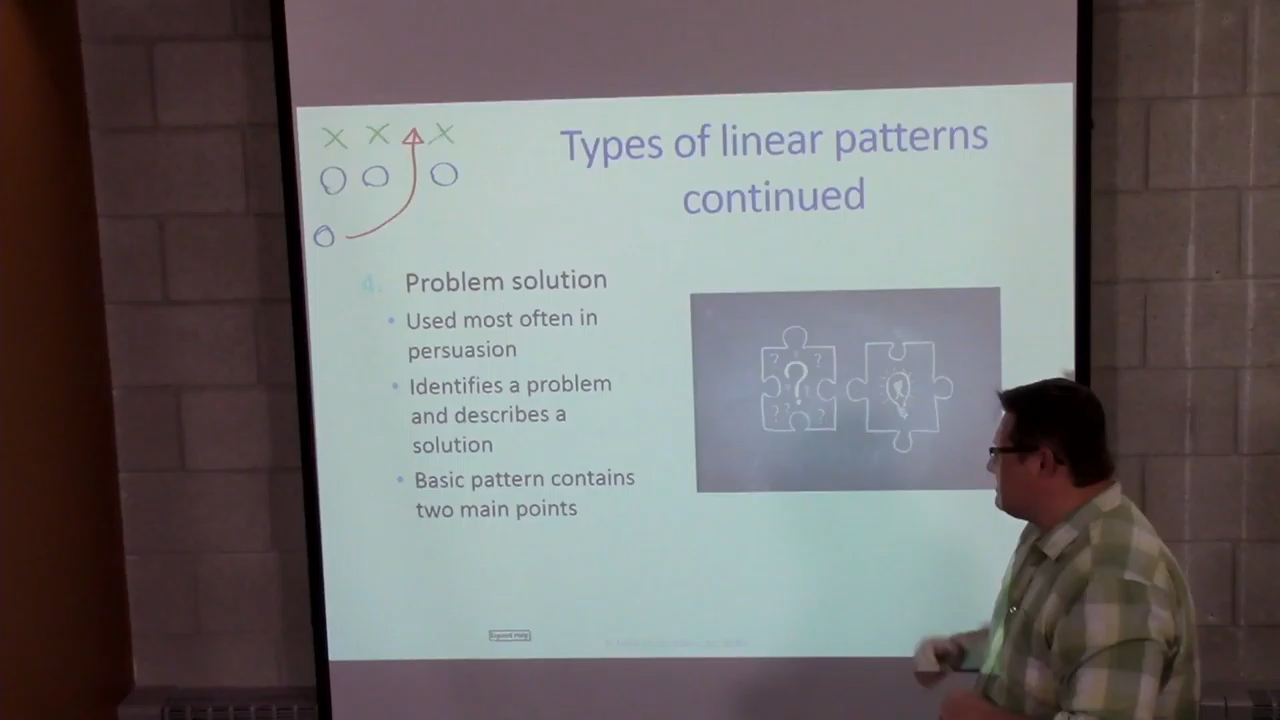 Types of linear patterns
continued
Problem solution
• Used most often in
persuasion
• Identifies a problem
and describes a
solution
• Basic pattern contains
two main points